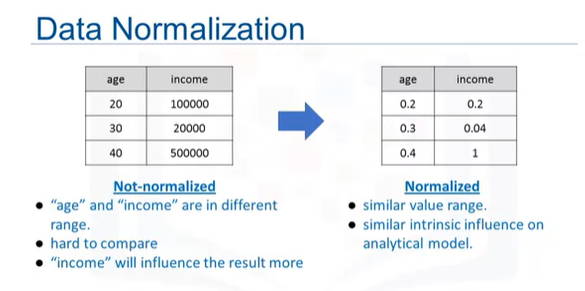 Data Normalization
age income
20 100000
30 20000
40 500000
age income
0.2 0.2
0.3 0.04
0.4 1
Not-normalized
● "age" and "income" are in different
range.
● hard to compare
● "income" will influence the result more
Normalized
● similar value range.
● similar intrinsic influence on
analytical model.